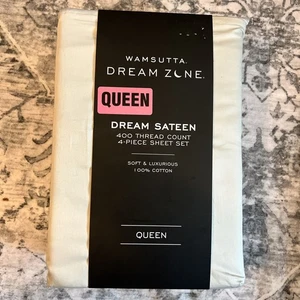 WAMSUTTA
DREAM ZONE
QUEEN
DREAM SATEEN
400 THREAD COUNT
4-PIECE SHEET SET
SOFT & LUXURIOUS
100% COTTON
QUEEN